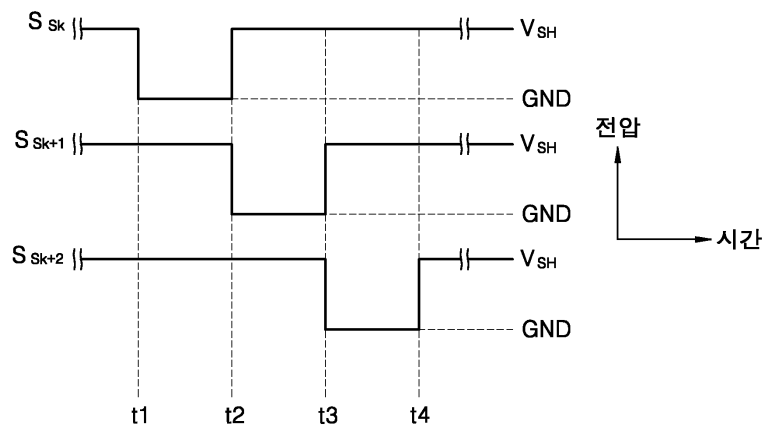 S Sk V SH
GND
S Sk+1 V SH
GND
S Sk+2 V SH
GND
t1 t2 t3 t4
전압
시간